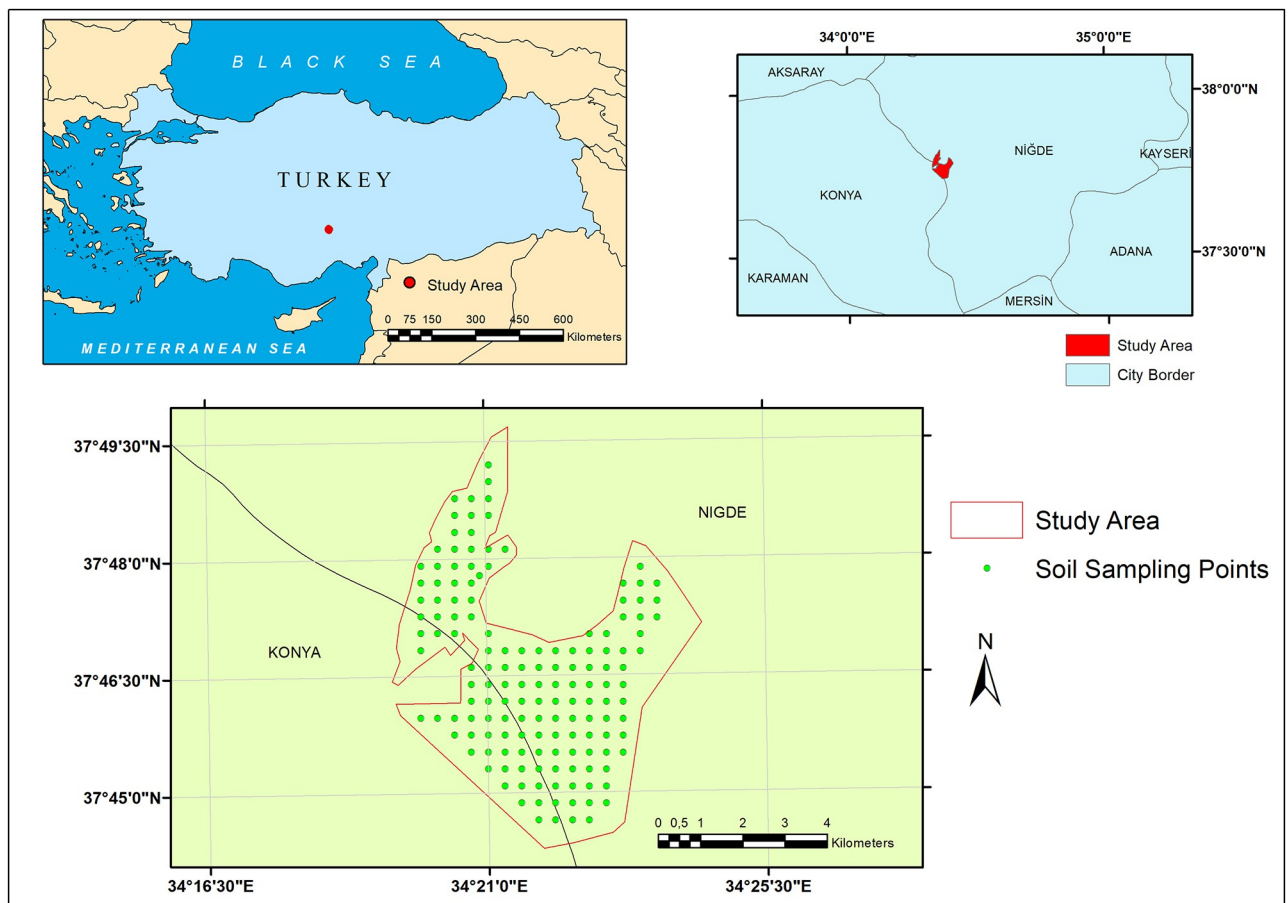 BLACK SEA
TURKEY
Study Area
0 75 150 300 450 600
Kilometers
MEDITERRANEAN SEA
34°0'0"E 35°0'0"E
AKSARAY
38°0'0"N
NİĞDE
KAYSERİ
KONYA
ADANA
37°30'0"N
KARAMAN
MERSİN
Study Area
City Border
37°49'30"N
NIGDE
Study Area
37°48'0"N
Soil Sampling Points
KONYA
N
37°46'30"N
37°45'0"N
0 0,5 1 2 3 4
Kilometers
34°16'30"E 34°21'0"E 34°25'30"E